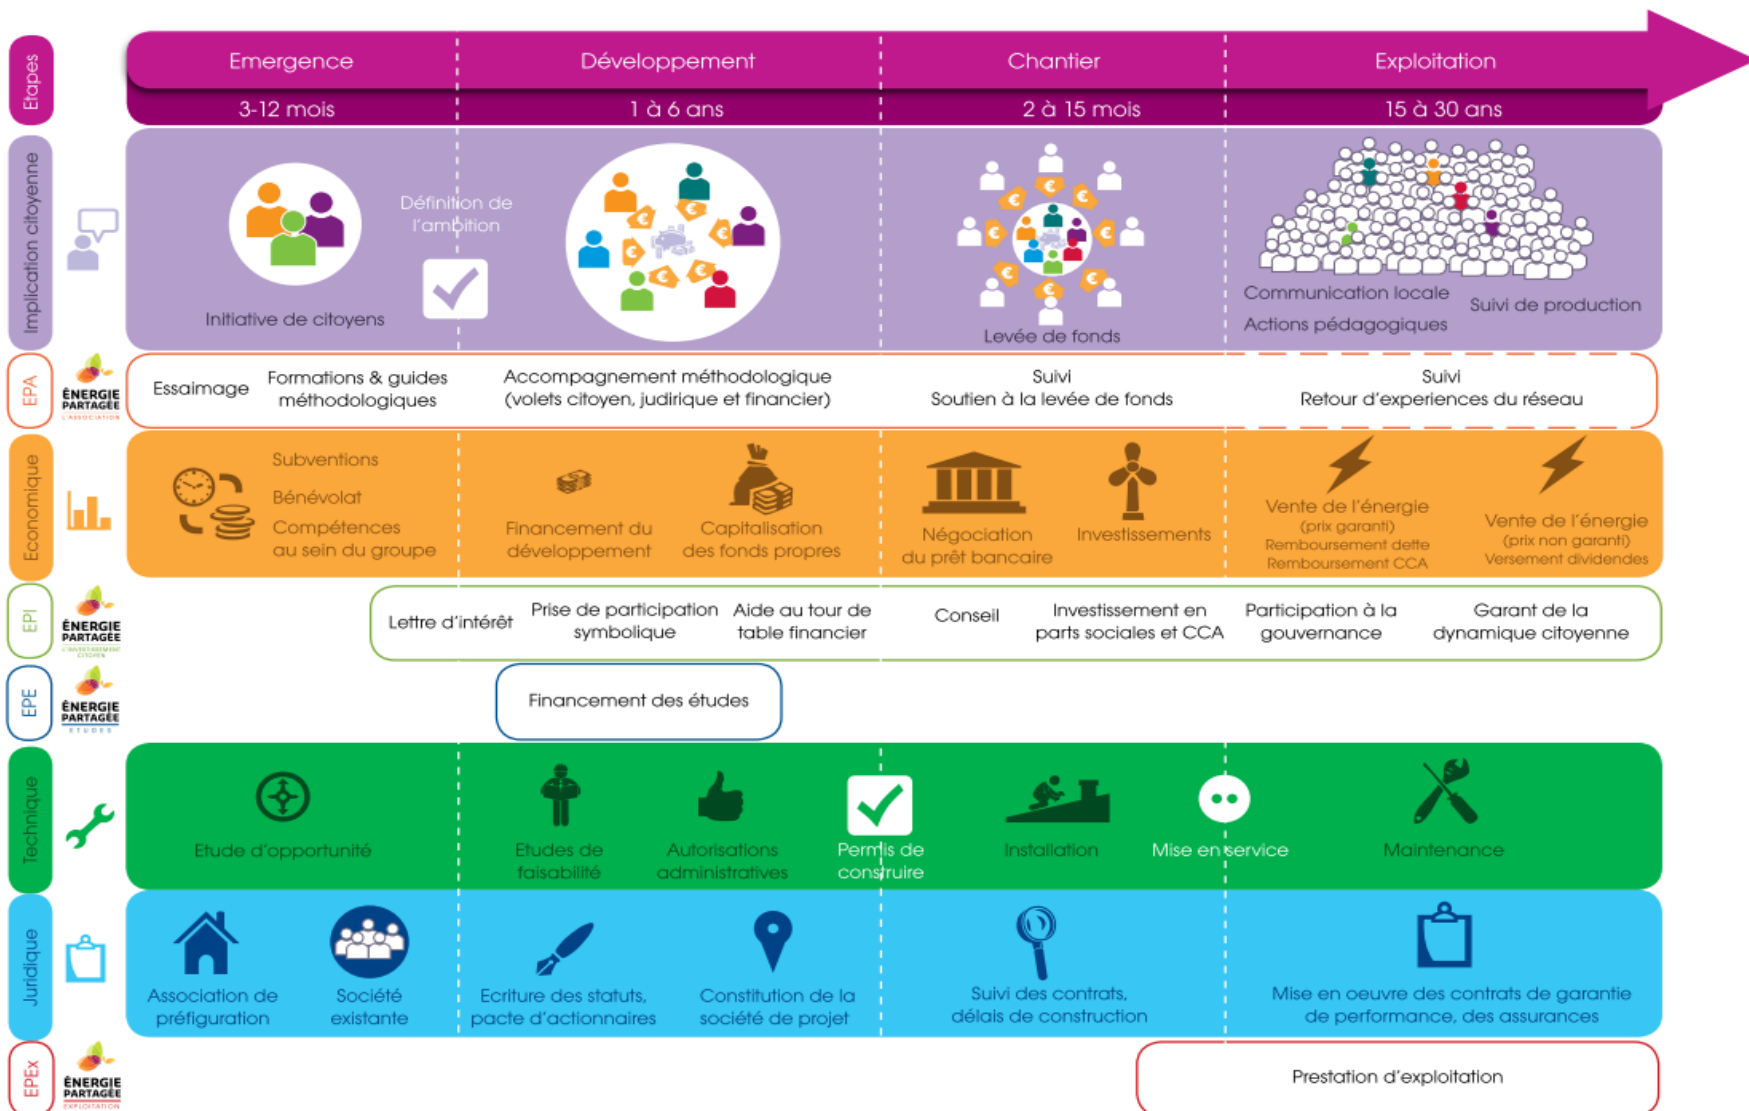 Etapes
Emergence
Développement
Chantier
Exploitation
3-12 mois
1 à 6 ans
2 à 15 mois
15 à 30 ans
Implication citoyenne
Initiative de citoyens
Définition de
l'ambition
€ € € € € €
€ € € € € € € €
Levée de fonds
Communication locale
Actions pédagogiques
Suivi de production
EPA
ÉNERGIE
PARTAGÉE
L'ASSOCIATION
Essaimage
Formations & guides
méthodologiques
Accompagnement méthodologique
(volets citoyen, judirique et financier)
Suivi
Soutien à la levée de fonds
Suivi
Retour d'experiences du réseau
Economique
Subventions
Bénévolat
Compétences
au sein du groupe
Financement du
développement
Capitalisation
des fonds propres
Négociation
du prêt bancaire
Investissements
Vente de l'énergie
(prix garanti)
Remboursement dette
Remboursement CCA
Vente de l'énergie
(prix non garanti)
Versement dividendes
EPI
ÉNERGIE
PARTAGÉE
L'INVESTISSEMENT
CITOYEN
Lettre d'intérêt
Prise de participation
symbolique
Aide au tour de
table financier
Conseil
Investissement en
parts sociales et CCA
Participation à la
gouvernance
Garant de la
dynamique citoyenne
EPE
ÉNERGIE
PARTAGÉE
ETUDES
Financement des études
Technique
Etude d'opportunité
Etudes de
faisabilité
Autorisations
administratives
Permis de
construire
Installation
Mise en service
Maintenance
Juridique
Association de
préfiguration
Société
existante
Ecriture des statuts,
pacte d'actionnaires
Constitution de la
société de projet
Suivi des contrats,
délais de construction
Mise en oeuvre des contrats de garantie
de performance, des assurances
EPEx
ÉNERGIE
PARTAGÉE
EXPLOITATION
Prestation d'exploitation